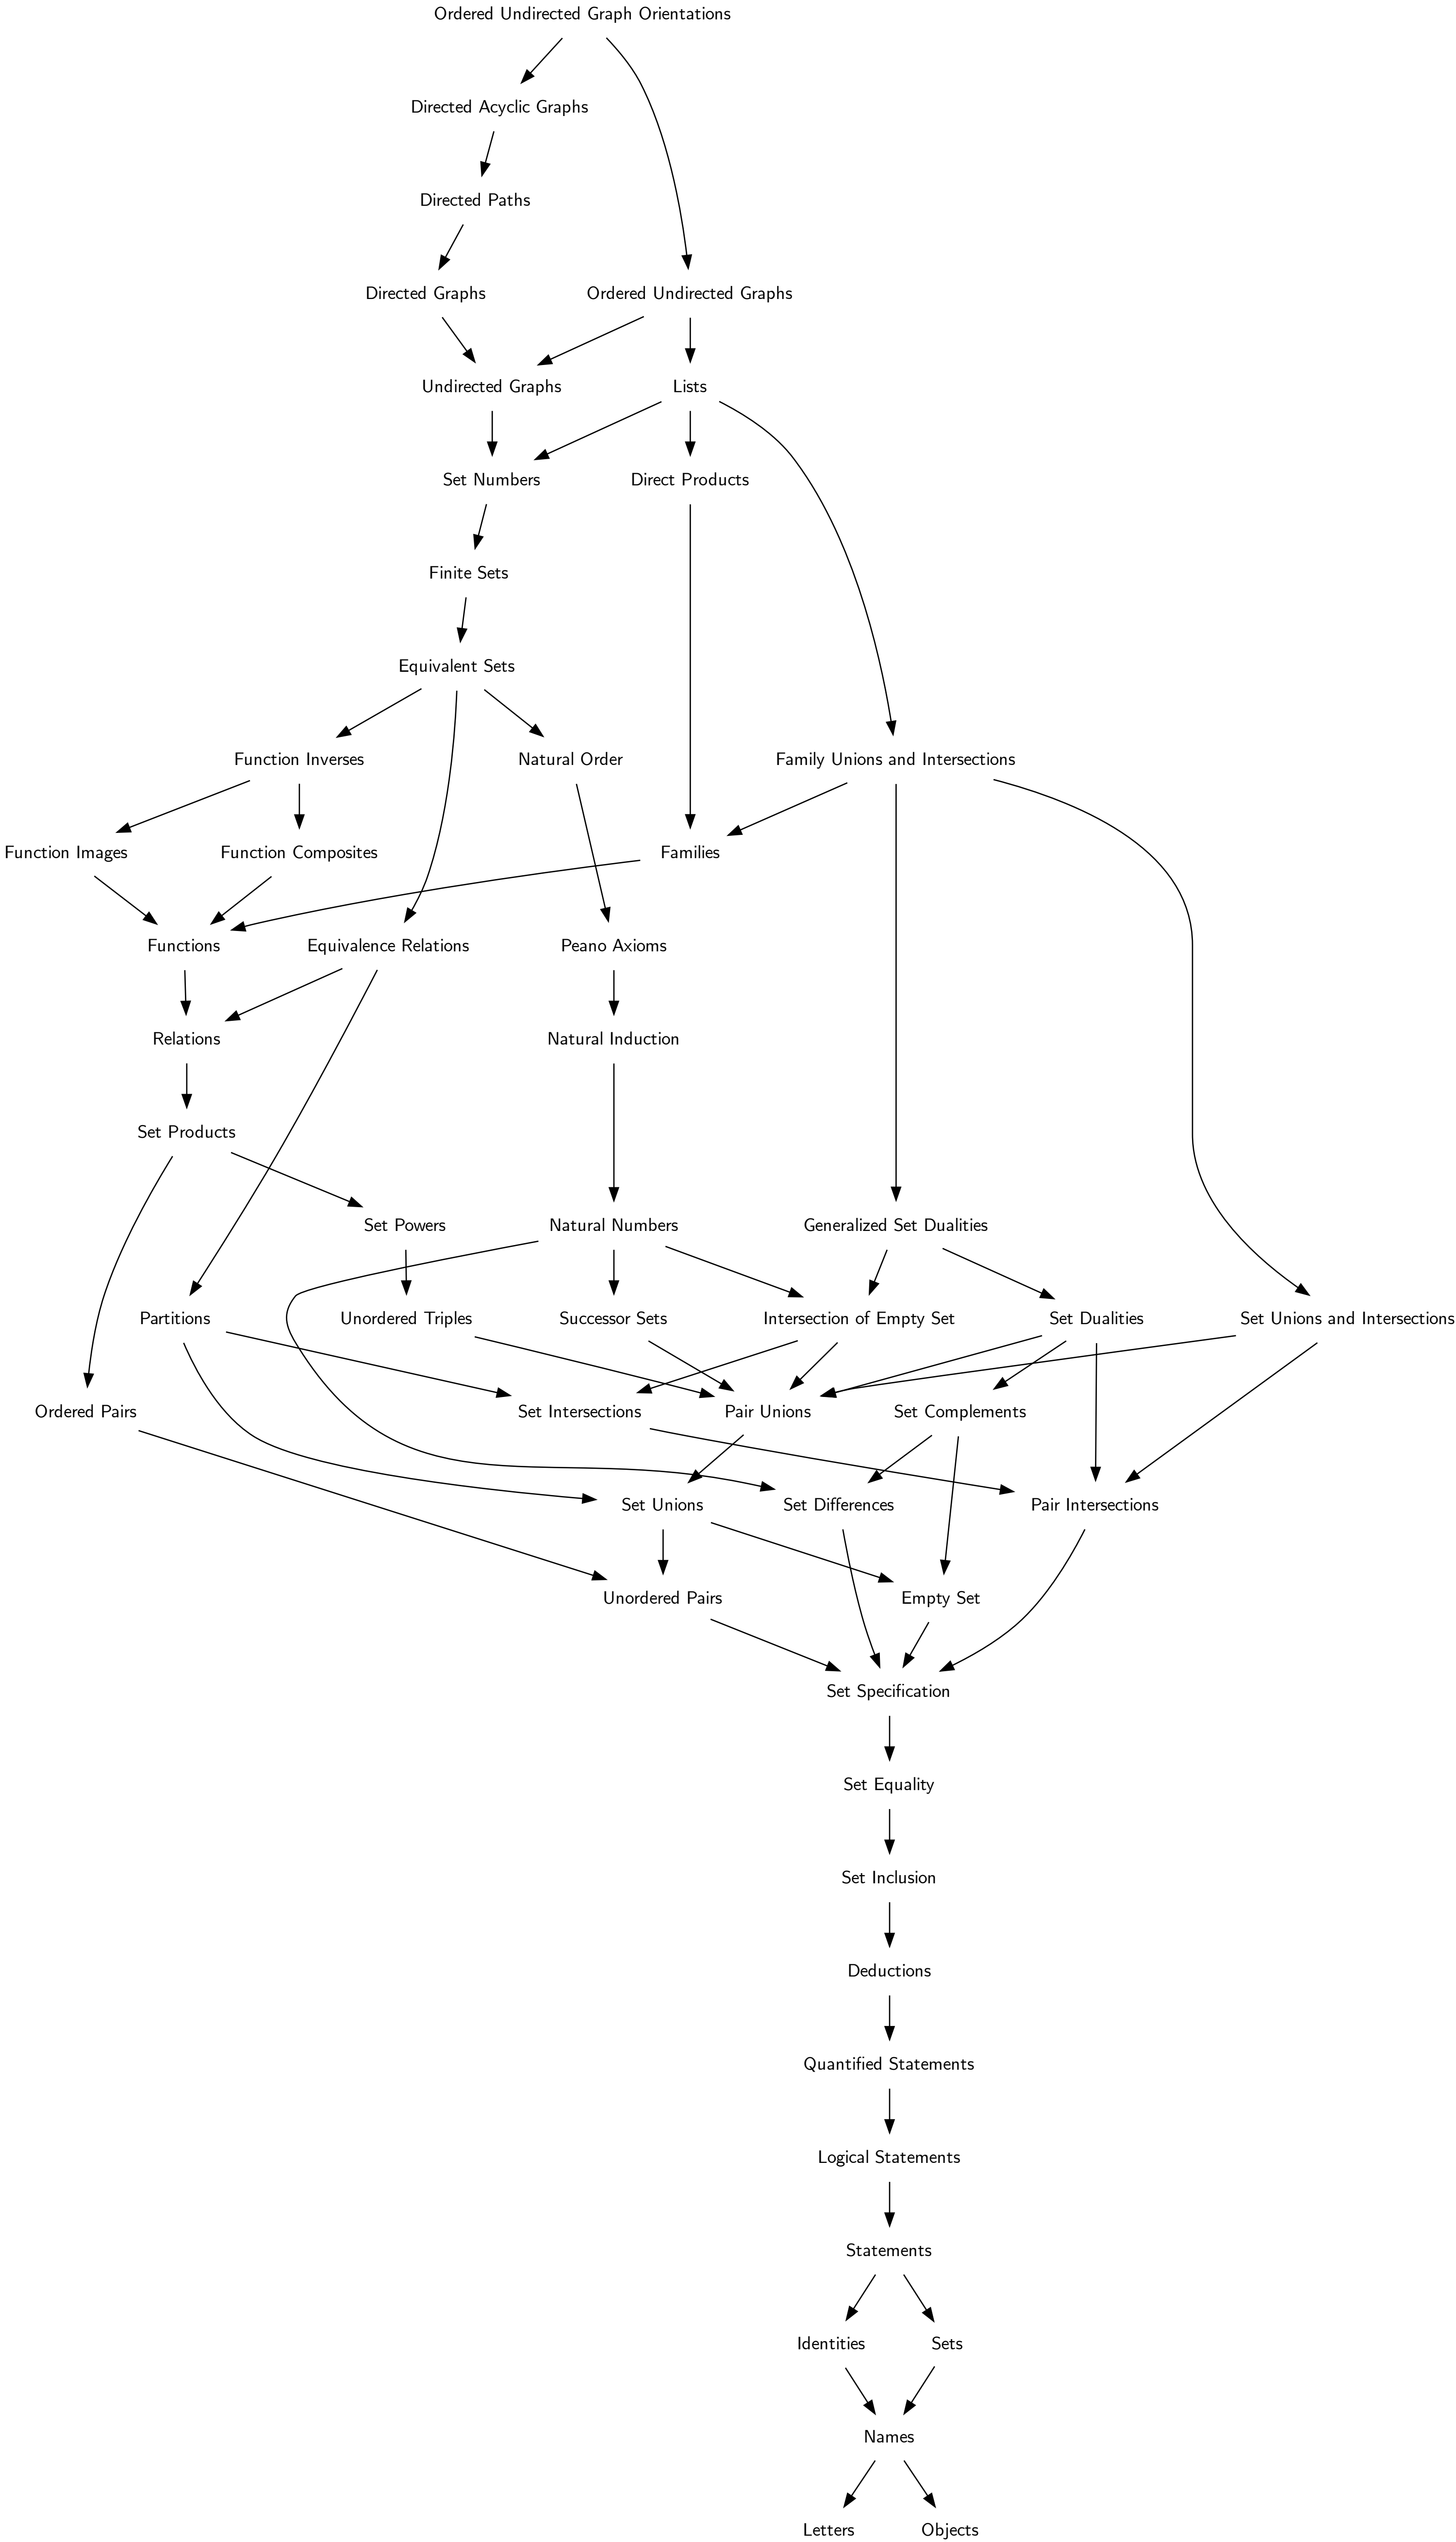 Ordered Undirected Graph Orientations
Directed Acyclic Graphs
Directed Paths
Directed Graphs
Ordered Undirected Graphs
Undirected Graphs
Lists
Set Numbers
Direct Products
Finite Sets
Equivalent Sets
Function Inverses
Natural Order
Family Unions and Intersections
Function Images
Function Composites
Families
Functions
Equivalence Relations
Peano Axioms
Relations
Natural Induction
Set Products
Set Powers
Natural Numbers
Generalized Set Dualities
Partitions
Unordered Triples
Successor Sets
Intersection of Empty Set
Set Dualities
Set Unions and Intersections
Ordered Pairs
Set Intersections
Pair Unions
Set Complements
Set Unions
Set Differences
Pair Intersections
Unordered Pairs
Empty Set
Set Specification
Set Equality
Set Inclusion
Deductions
Quantified Statements
Logical Statements
Statements
Identities
Sets
Names
Letters
Objects